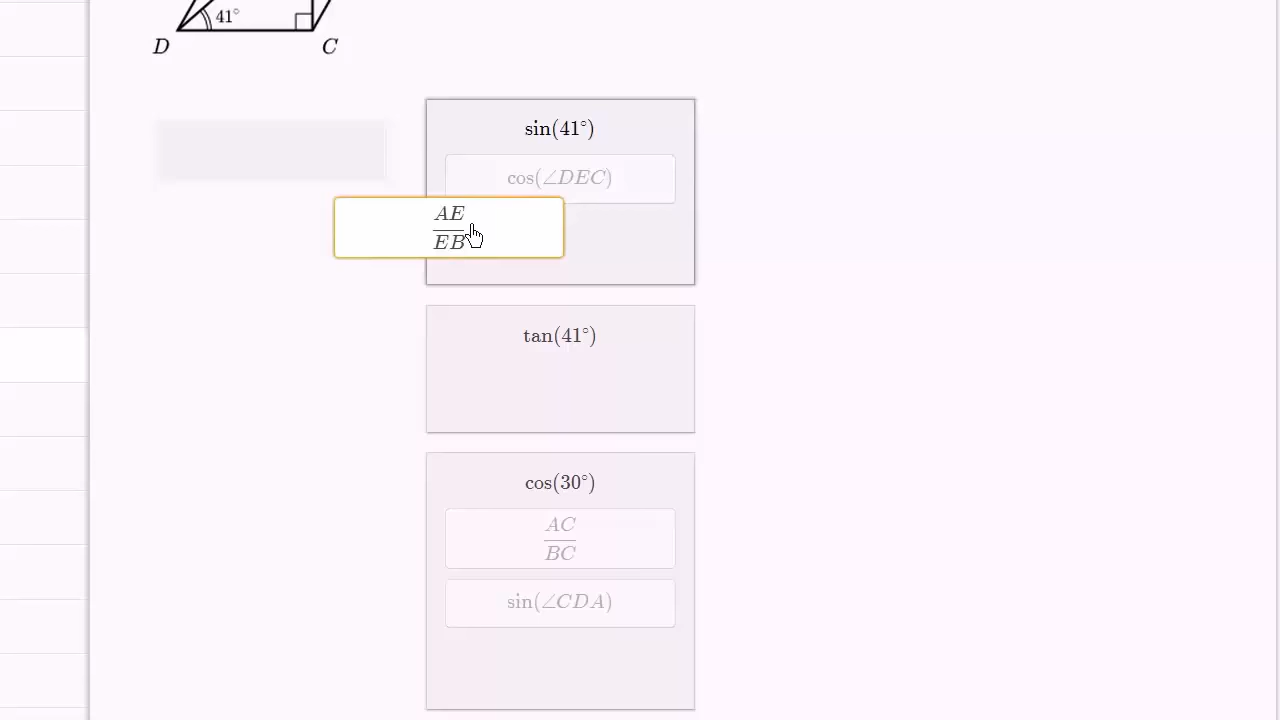 41°
D
C
sin(41°)
cos(∠DEC)
AE
EB
tan(41°)
cos(30°)
AC
BC
sin(∠CDA)